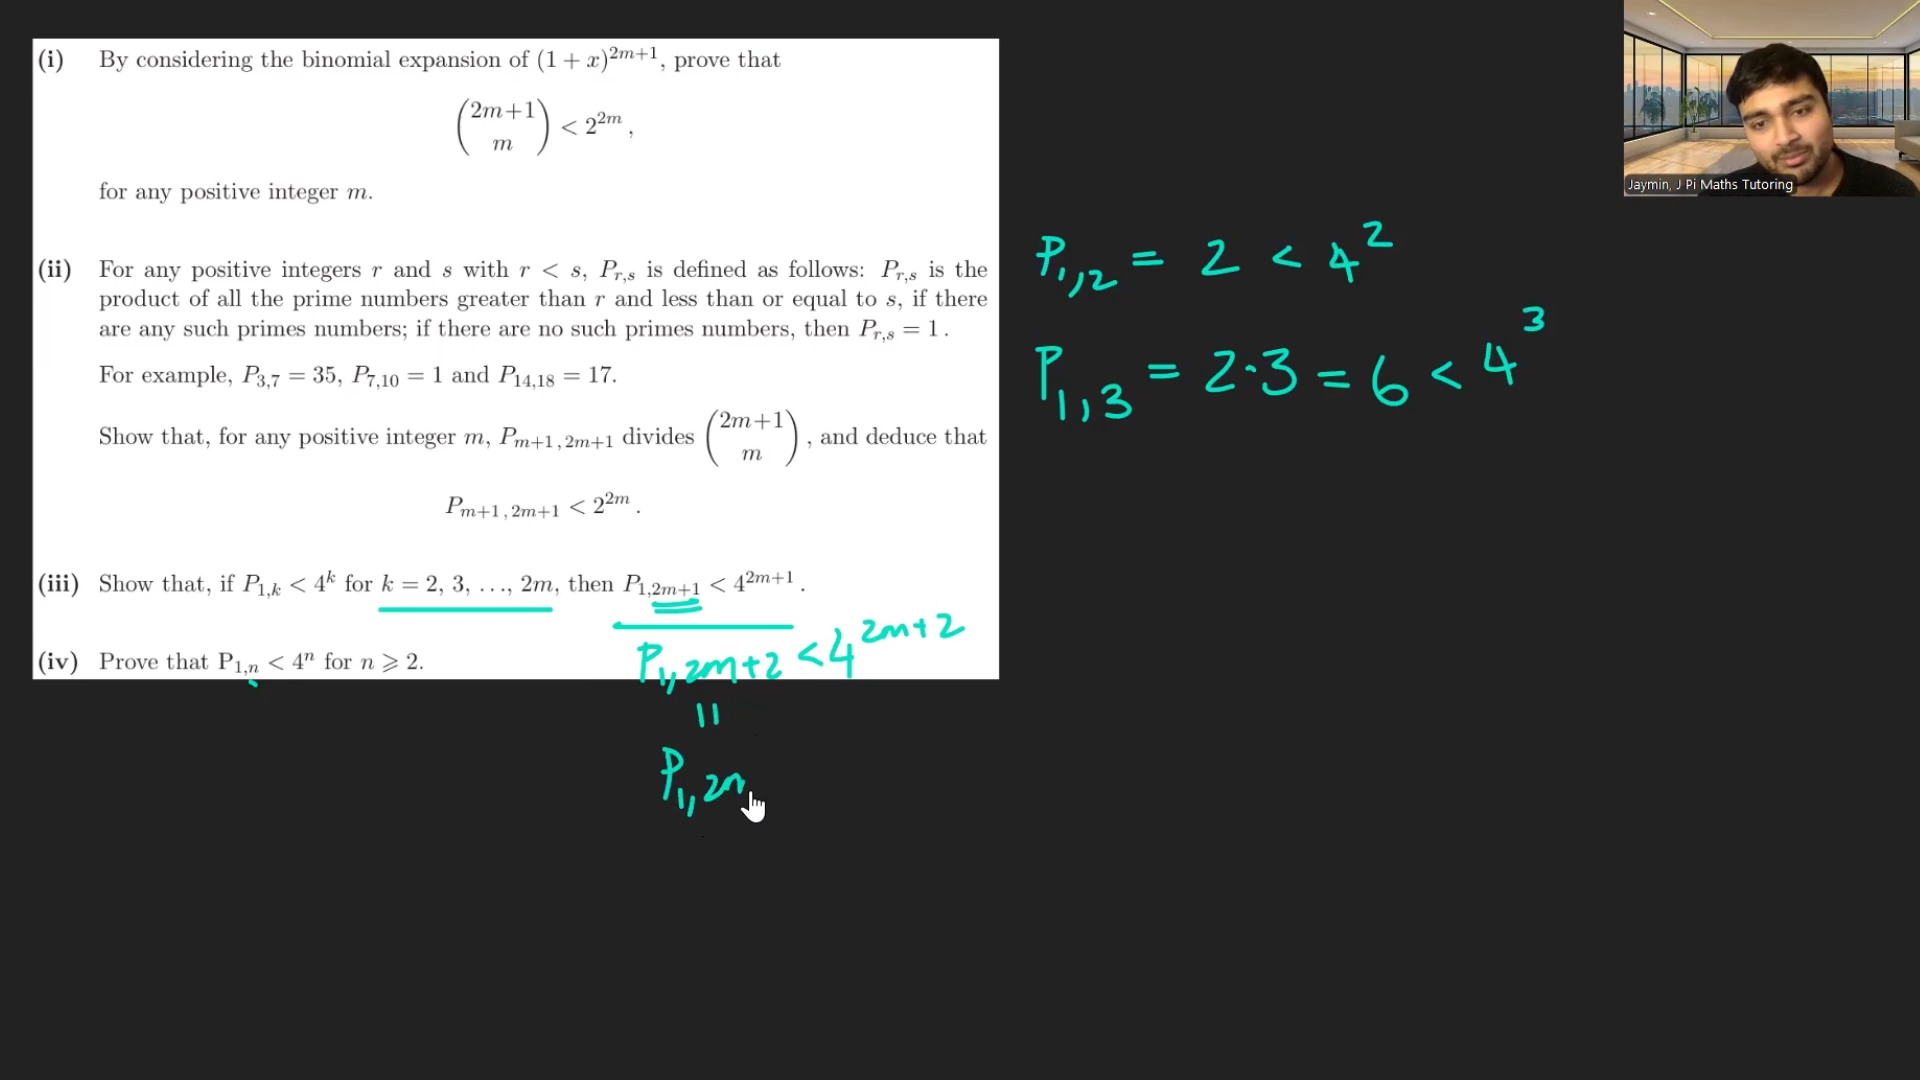 (i) By considering the binomial expansion of (1 + x)^{2m+1}, prove that
\binom{2m+1}{m} < 2^{2m} ,
for any positive integer m.
(ii) For any positive integers r and s with r < s, P_{r,s} is defined as follows: P_{r,s} is the
product of all the prime numbers greater than r and less than or equal to s, if there
are any such primes numbers; if there are no such primes numbers, then P_{r,s} = 1 .
For example, P_{3,7} = 35, P_{7,10} = 1 and P_{14,18} = 17.
Show that, for any positive integer m, P_{m+1,2m+1} divides \binom{2m+1}{m} , and deduce that
P_{m+1,2m+1} < 2^{2m} .
(iii) Show that, if P_{1,k} < 4^k for k = 2, 3, ..., 2m, then P_{1,2m+1} < 4^{2m+1} .
(iv) Prove that P_{1,n} < 4^n for n ⩾ 2.
P_{1,2m+2} < 4^{2m+2}
=
P_{1,2m
P_{1,2} = 2 < 4^2
P_{1,3} = 2·3 = 6 < 4^3
Jaymin, J Pi Maths Tutoring